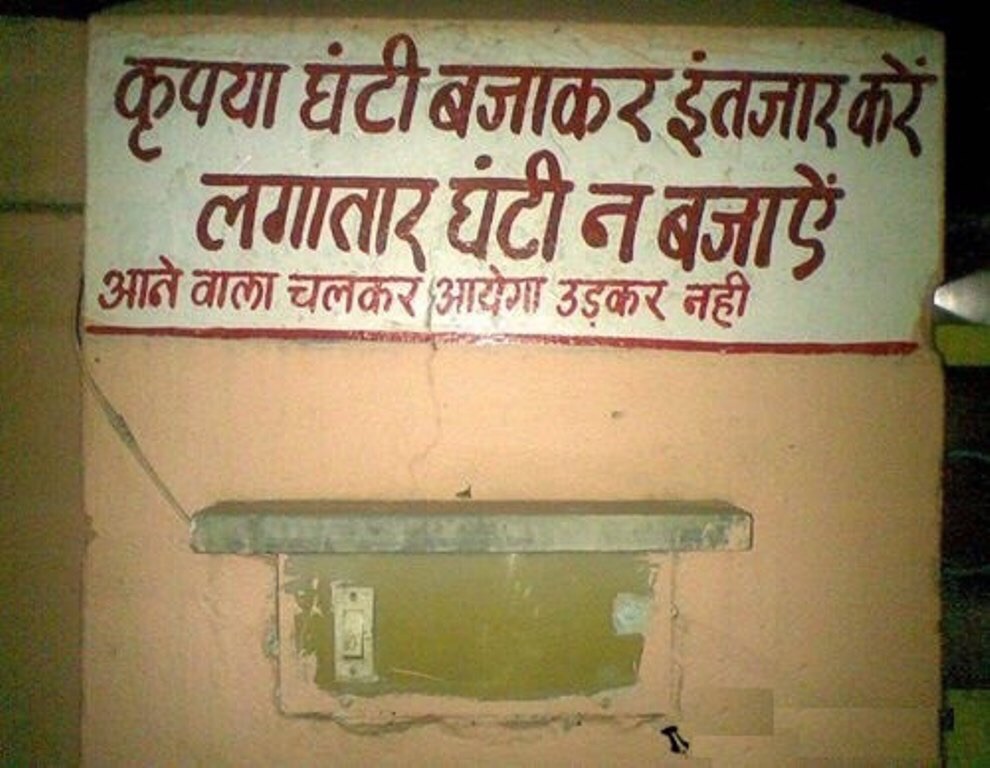 कृपया घंटी बजाकर इंतजार करें
लगातार घंटी न बजाऐं
आने वाला चलकर आयेगा उड़कर नही